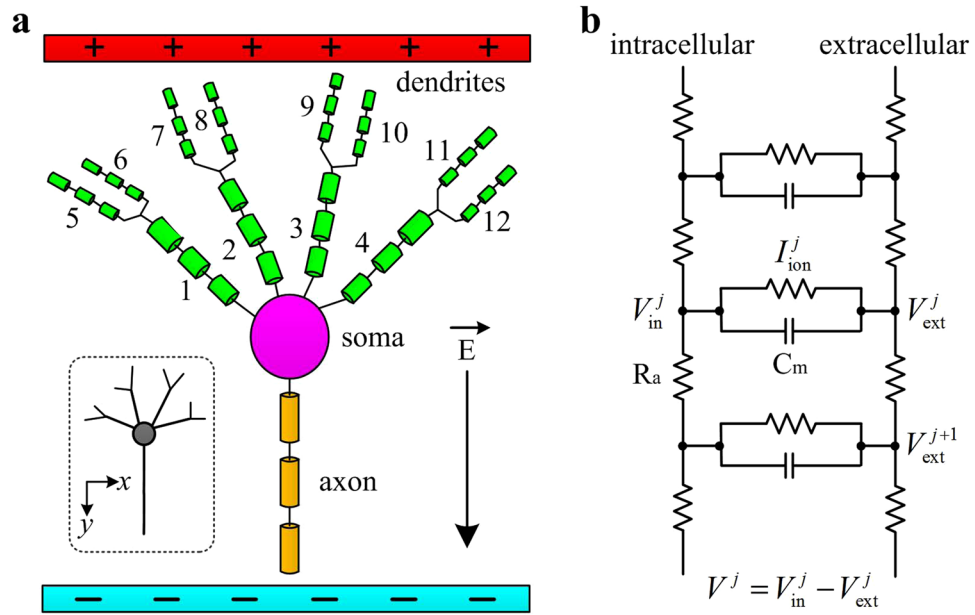 a
+ + + + + +
dendrites
9
7
8
10
6
11
5
12
3
2
4
1
soma
E
axon
x
y
− − − − − −
b
intracellular extracellular
I_ion^j
V_in^j V_ext^j
C_m
R_a
V_ext^{j+1}
V^j = V_in^j − V_ext^j